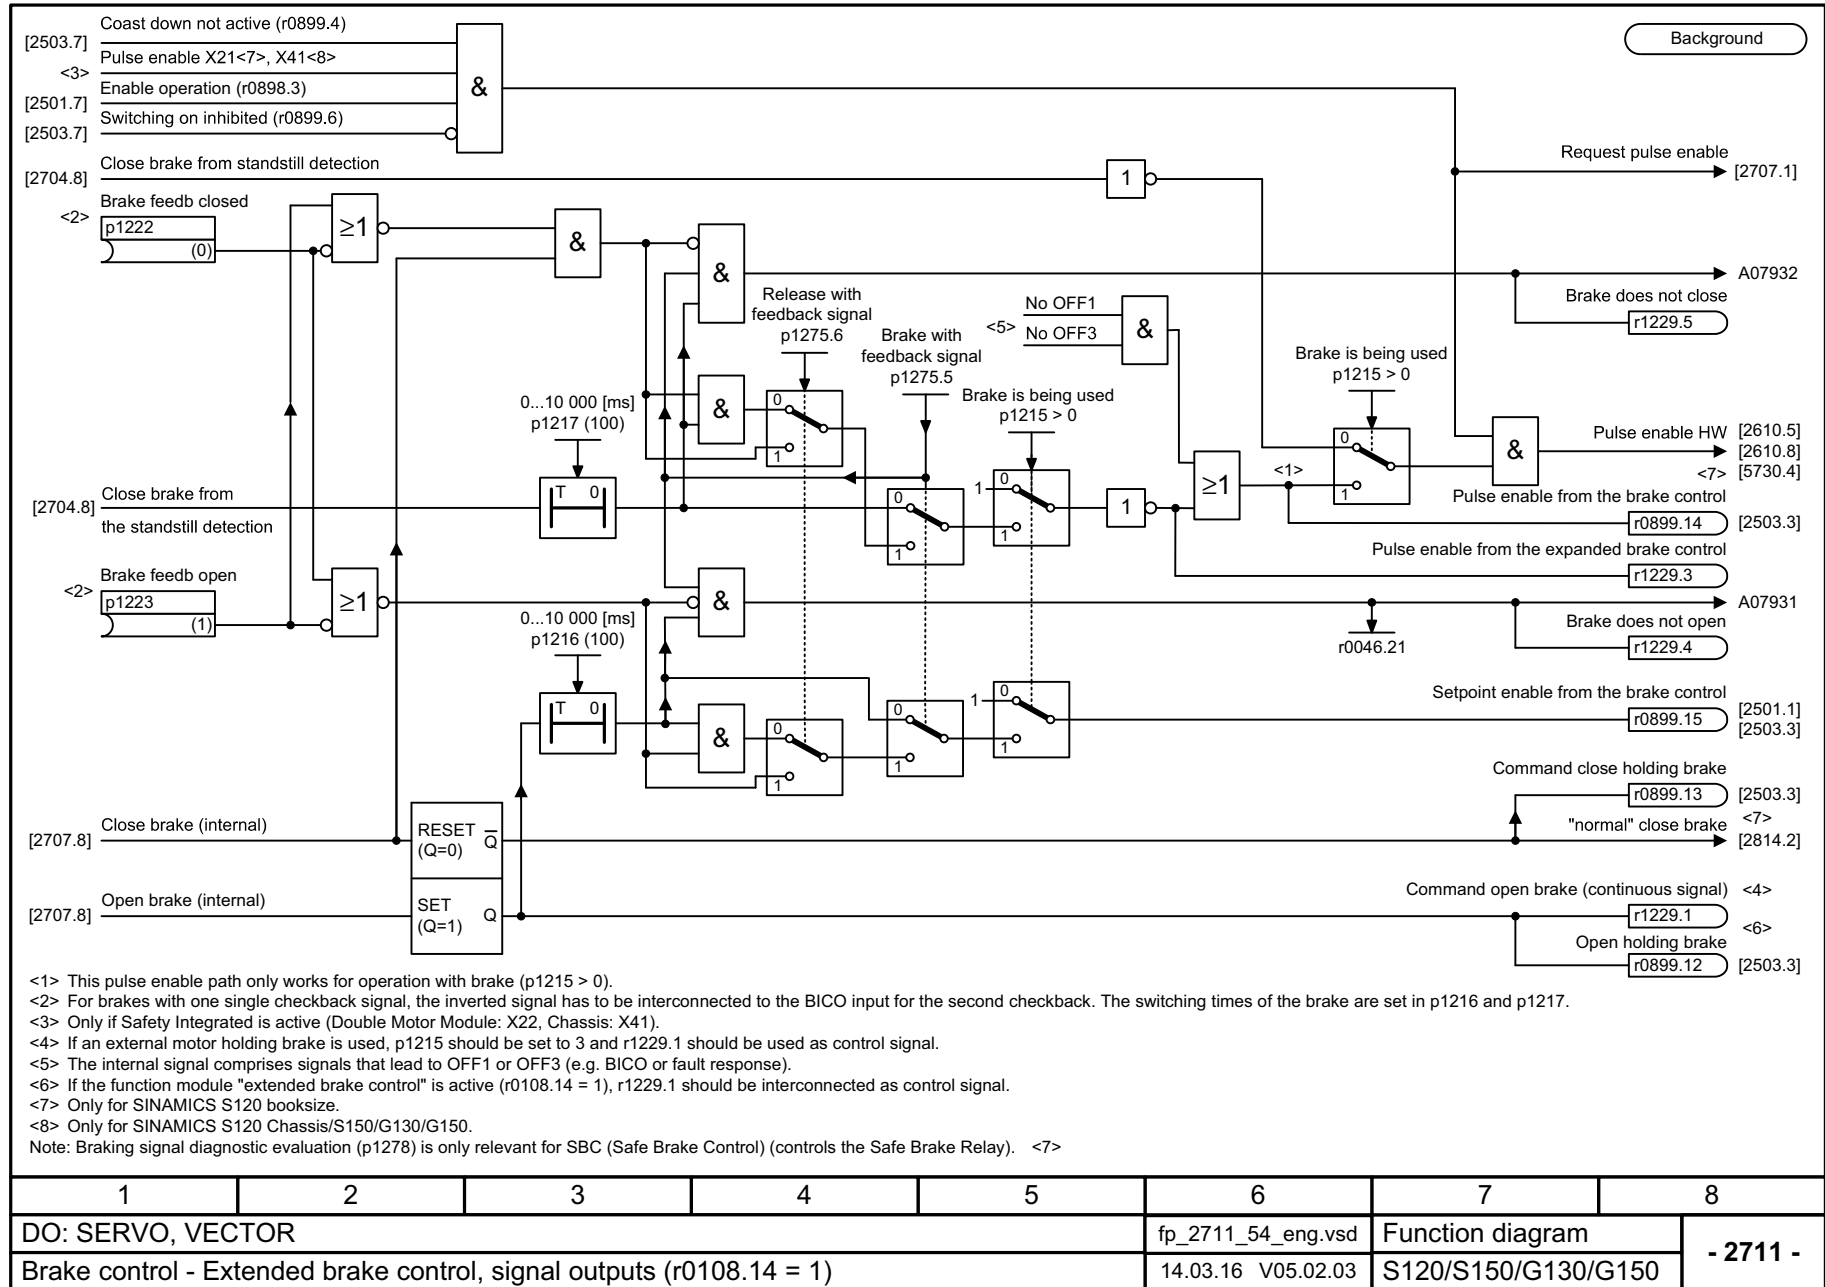 Coast down not active (r0899.4)
[2503.7]
Pulse enable X21<7>, X41<8>
<3>
Enable operation (r0898.3)
[2501.7]
Switching on inhibited (r0899.6)
[2503.7]
&
Background
Close brake from standstill detection
[2704.8]
1
Request pulse enable
[2707.1]
Brake feedb closed
<2>
p1222
(0)
≥1
&
&
A07932
Brake does not close
r1229.5
Release with
feedback signal
p1275.6
Brake with
feedback signal
p1275.5
<5>
No OFF1
No OFF3
&
Brake is being used
p1215 > 0
Brake is being used
p1215 > 0
0...10 000 [ms]
p1217 (100)
T 0
&
0
1
0
1
1
0
1
1
≥1
<1>
0
1
&
Pulse enable HW [2610.5]
[2610.8]
<7> [5730.4]
Pulse enable from the brake control
r0899.14 [2503.3]
Pulse enable from the expanded brake control
r1229.3
Close brake from
[2704.8]
the standstill detection
Brake feedb open
<2>
p1223
(1)
≥1
&
A07931
Brake does not open
r1229.4
r0046.21
0...10 000 [ms]
p1216 (100)
T 0
&
0
1
0
1
1
0
1
Setpoint enable from the brake control
r0899.15 [2501.1]
[2503.3]
Command close holding brake
r0899.13 [2503.3]
<7>
"normal" close brake
[2814.2]
Close brake (internal)
[2707.8]
RESET Q̅
(Q=0)
Open brake (internal)
[2707.8]
SET Q
(Q=1)
Command open brake (continuous signal) <4>
r1229.1
<6>
Open holding brake
r0899.12 [2503.3]
<1> This pulse enable path only works for operation with brake (p1215 > 0).
<2> For brakes with one single checkback signal, the inverted signal has to be interconnected to the BICO input for the second checkback. The switching times of the brake are set in p1216 and p1217.
<3> Only if Safety Integrated is active (Double Motor Module: X22, Chassis: X41).
<4> If an external motor holding brake is used, p1215 should be set to 3 and r1229.1 should be used as control signal.
<5> The internal signal comprises signals that lead to OFF1 or OFF3 (e.g. BICO or fault response).
<6> If the function module "extended brake control" is active (r0108.14 = 1), r1229.1 should be interconnected as control signal.
<7> Only for SINAMICS S120 booksize.
<8> Only for SINAMICS S120 Chassis/S150/G130/G150.
Note: Braking signal diagnostic evaluation (p1278) is only relevant for SBC (Safe Brake Control) (controls the Safe Brake Relay). <7>
1 2 3 4 5 6 7 8
DO: SERVO, VECTOR
fp_2711_54_eng.vsd
Function diagram
- 2711 -
Brake control - Extended brake control, signal outputs (r0108.14 = 1)
14.03.16 V05.02.03
S120/S150/G130/G150